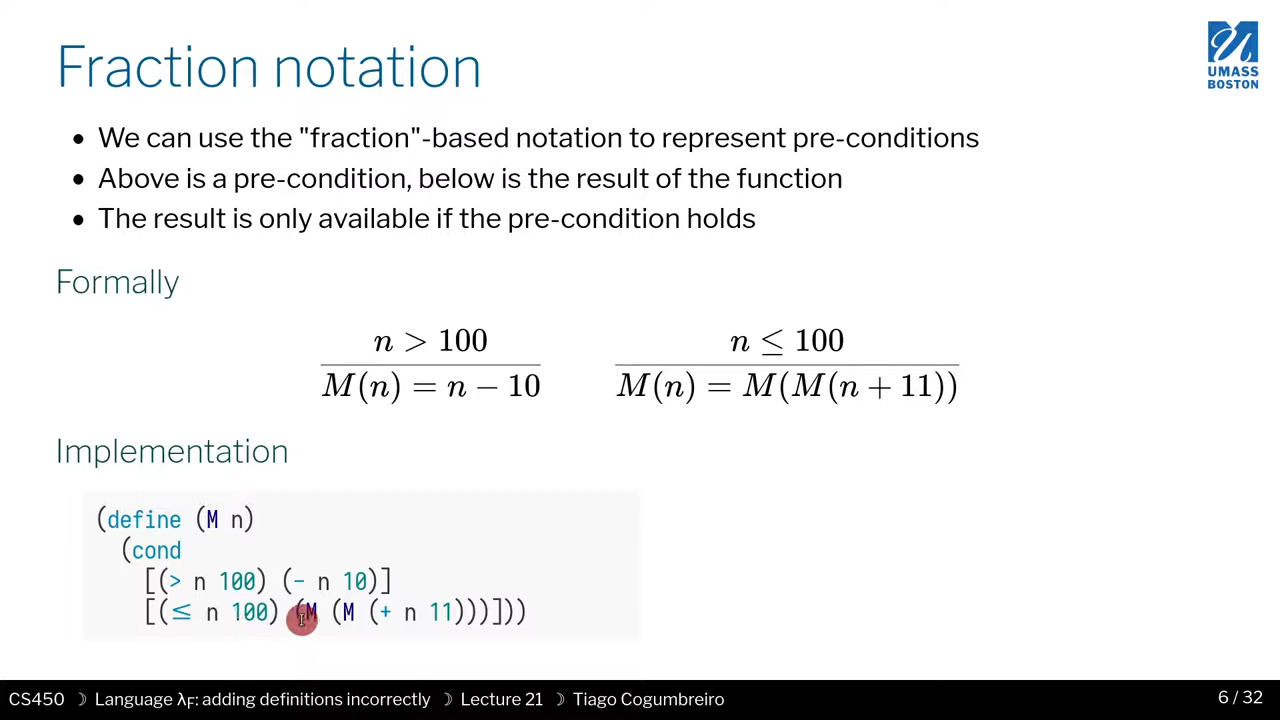 Fraction notation
UMASS
BOSTON
• We can use the "fraction"-based notation to represent pre-conditions
• Above is a pre-condition, below is the result of the function
• The result is only available if the pre-condition holds
Formally
n > 100
M(n) = n − 10
n ≤ 100
M(n) = M(M(n + 11))
Implementation
(define (M n)
(cond
[(> n 100) (- n 10)]
[(≤ n 100) (M (M (+ n 11)))]))
CS450 ☽ Language λF: adding definitions incorrectly ☽ Lecture 21 ☽ Tiago Cogumbreiro
6 / 32